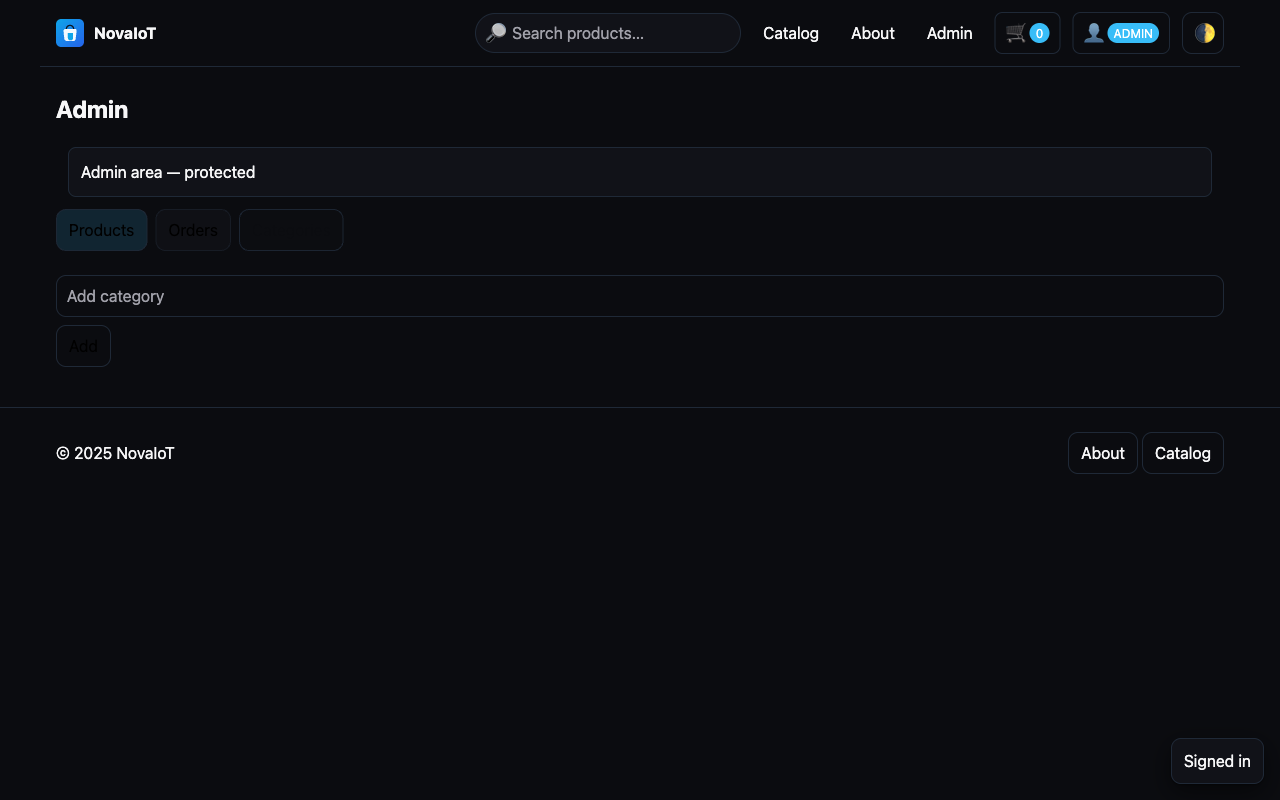 NovaIoT
Search products...
Catalog
About
Admin
0
ADMIN
Admin
Admin area — protected
Products
Orders
Add category
Add
© 2025 NovaIoT
About
Catalog
Signed in